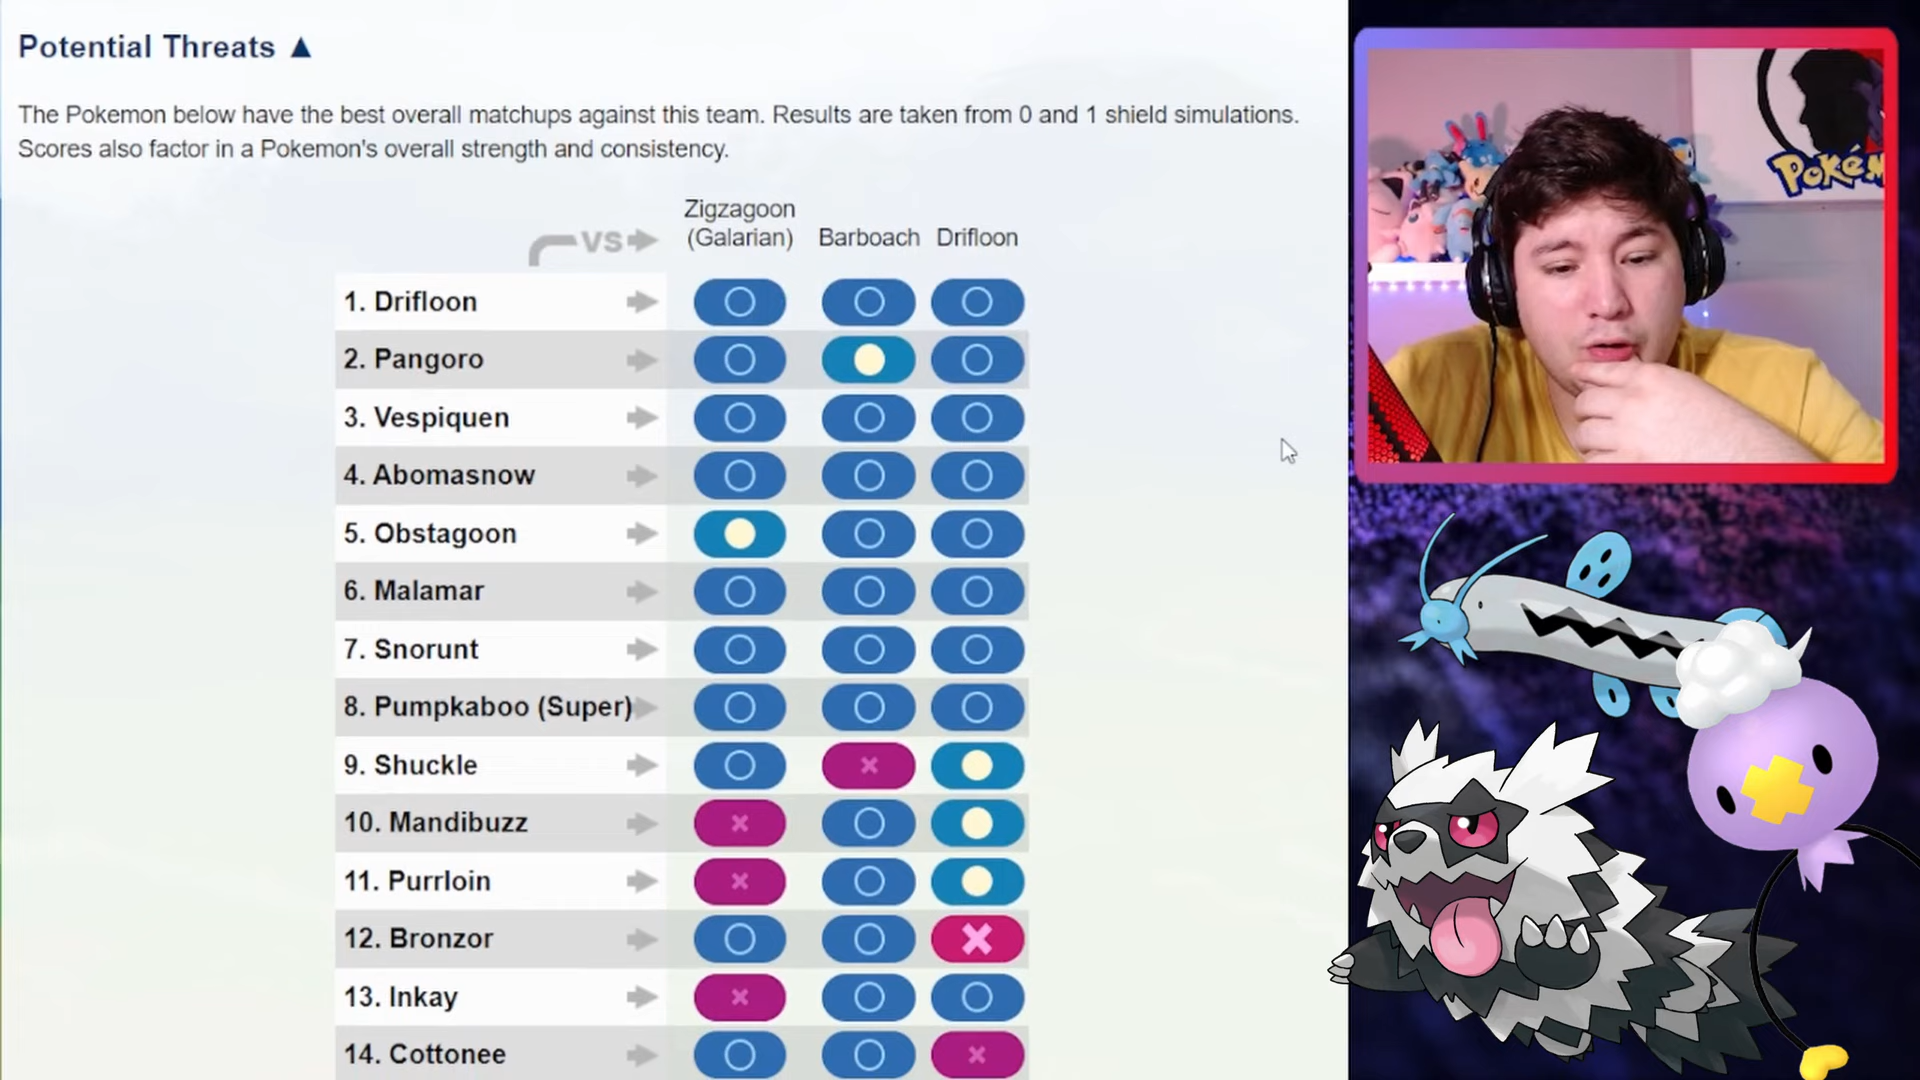 Potential Threats ▲
The Pokemon below have the best overall matchups against this team. Results are taken from 0 and 1 shield simulations.
Scores also factor in a Pokemon's overall strength and consistency.
VS
Zigzagoon
(Galarian)
Barboach
Drifloon
1. Drifloon
2. Pangoro
3. Vespiquen
4. Abomasnow
5. Obstagoon
6. Malamar
7. Snorunt
8. Pumpkaboo (Super)
9. Shuckle
10. Mandibuzz
11. Purrloin
12. Bronzor
13. Inkay
14. Cottonee